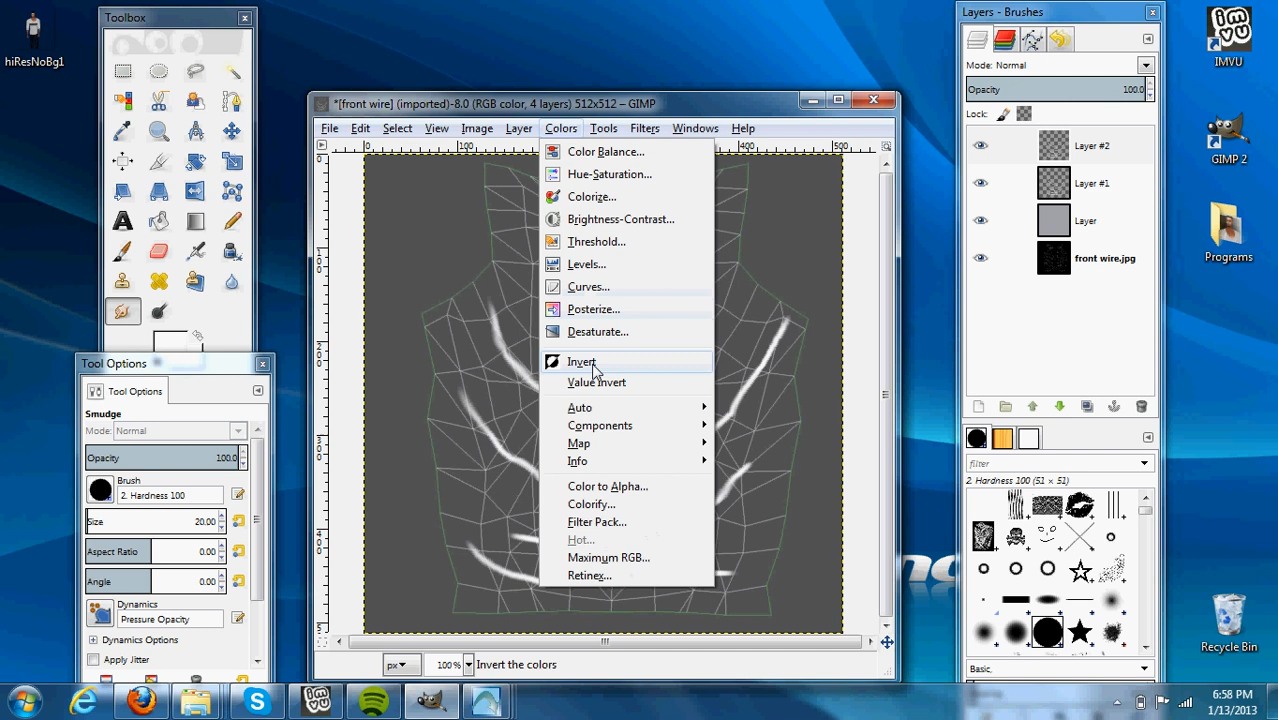 hiResNoBg1
Toolbox
Tool Options
Tool Options
Smudge
Mode: Normal
Opacity 100.0
Brush
2. Hardness 100
Size 20.00
Aspect Ratio 0.00
Angle 0.00
Dynamics
Pressure Opacity
Dynamics Options
Apply Jitter
*[front wire] (imported)-8.0 (RGB color, 4 layers) 512x512 – GIMP
File Edit Select View Image Layer Colors Tools Filters Windows Help
0 100 400 500
Color Balance...
Hue-Saturation...
Colorize...
Brightness-Contrast...
Threshold...
Levels...
Curves...
Posterize...
Desaturate...
Invert
Value Invert
Auto
Components
Map
Info
Color to Alpha...
Colorify...
Filter Pack...
Hot...
Maximum RGB...
Retinex...
px 100 % Invert the colors
Layers - Brushes
Mode: Normal
Opacity 100.0
Lock:
Layer #2
Layer #1
Layer
front wire.jpg
filter
2. Hardness 100 (51 × 51)
Basic,
IMVU
GIMP 2
Programs
Recycle Bin
6:58 PM
1/13/2013